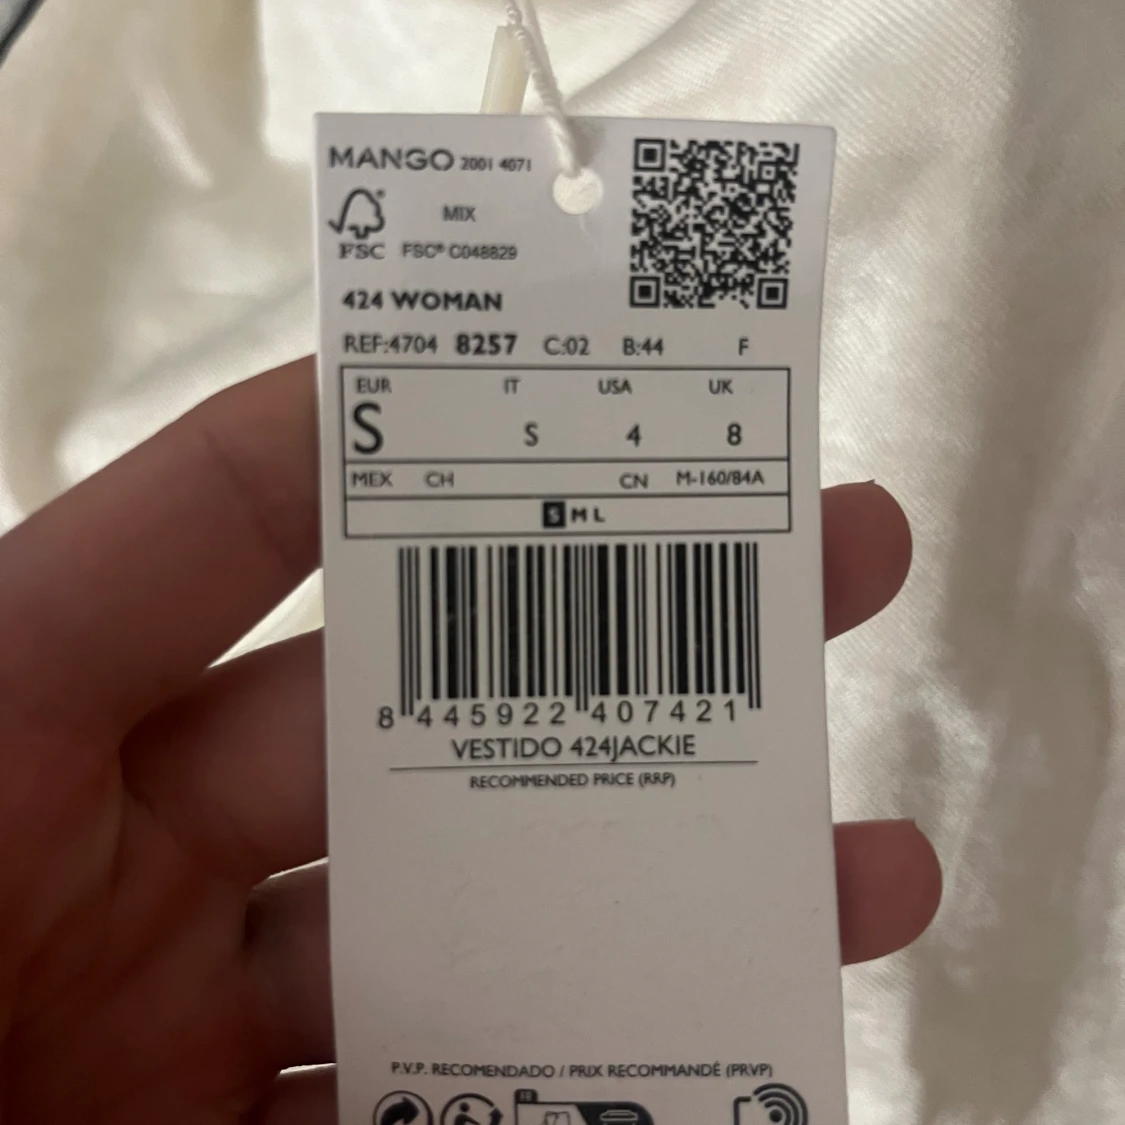 MANGO 2001 4071
MIX
FSC FSC® C048829
424 WOMAN
REF:4704 8257 C:02 B:44 F
EUR IT USA UK
S S 4 8
MEX CH CN M-160/84A
S M L
8 445922 407421
VESTIDO 424JACKIE
RECOMMENDED PRICE (RRP)
P.V.P. RECOMENDADO / PRIX RECOMMANDÉ (PRVP)